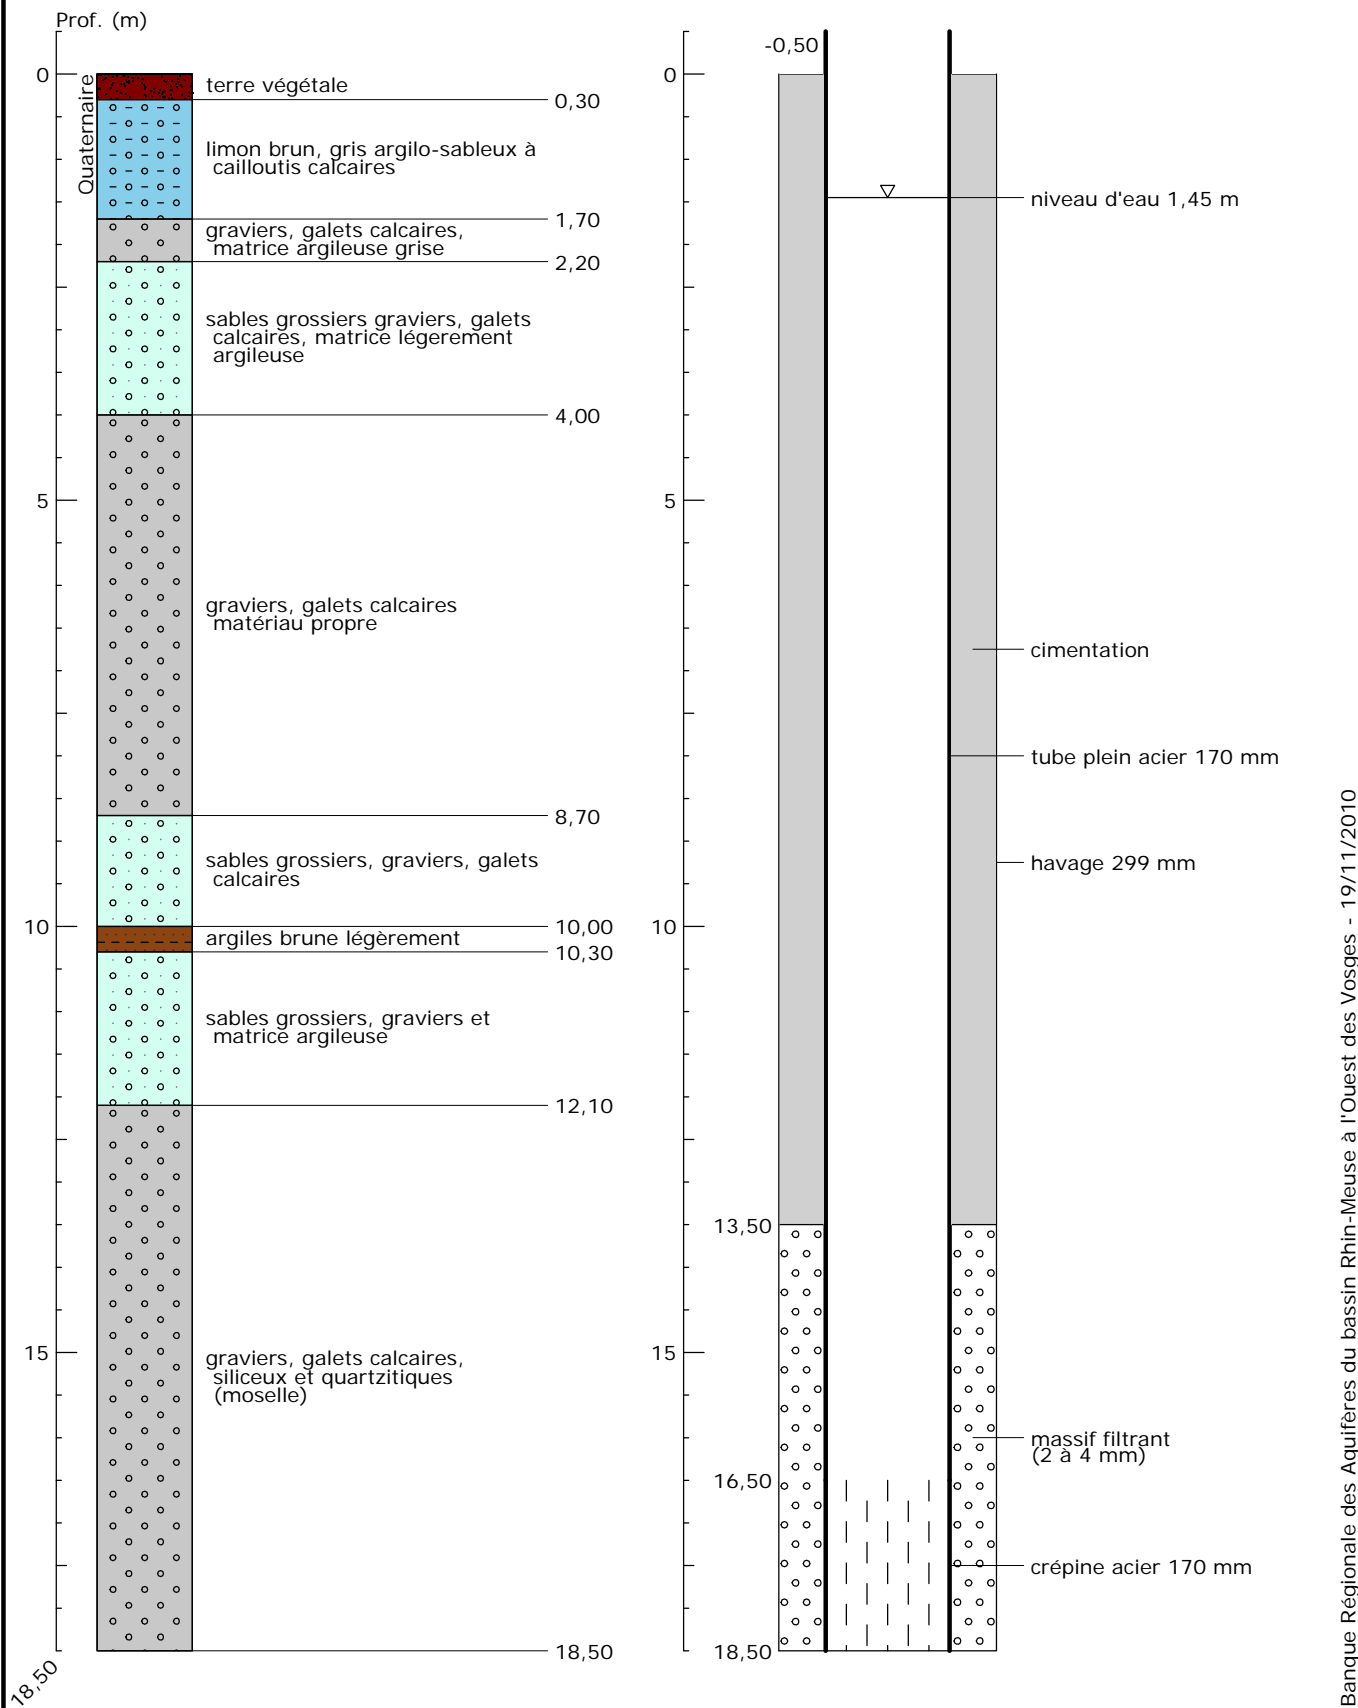 Prof. (m)
0
5
10
15
18,50
Quaternaire
terre végétale
0,30
limon brun, gris argilo-sableux à
cailloutis calcaires
1,70
graviers, galets calcaires,
matrice argileuse grise
2,20
sables grossiers graviers, galets
calcaires, matrice légerement
argileuse
4,00
graviers, galets calcaires
matériau propre
8,70
sables grossiers, graviers, galets
calcaires
10,00
argiles brune légèrement
10,30
sables grossiers, graviers et
matrice argileuse
12,10
graviers, galets calcaires,
siliceux et quartzitiques
(moselle)
18,50
-0,50
0
5
10
13,50
15
16,50
18,50
niveau d'eau 1,45 m
cimentation
tube plein acier 170 mm
havage 299 mm
massif filtrant
(2 à 4 mm)
crépine acier 170 mm
Banque Régionale des Aquifères du bassin Rhin-Meuse à l'Ouest des Vosges - 19/11/2010